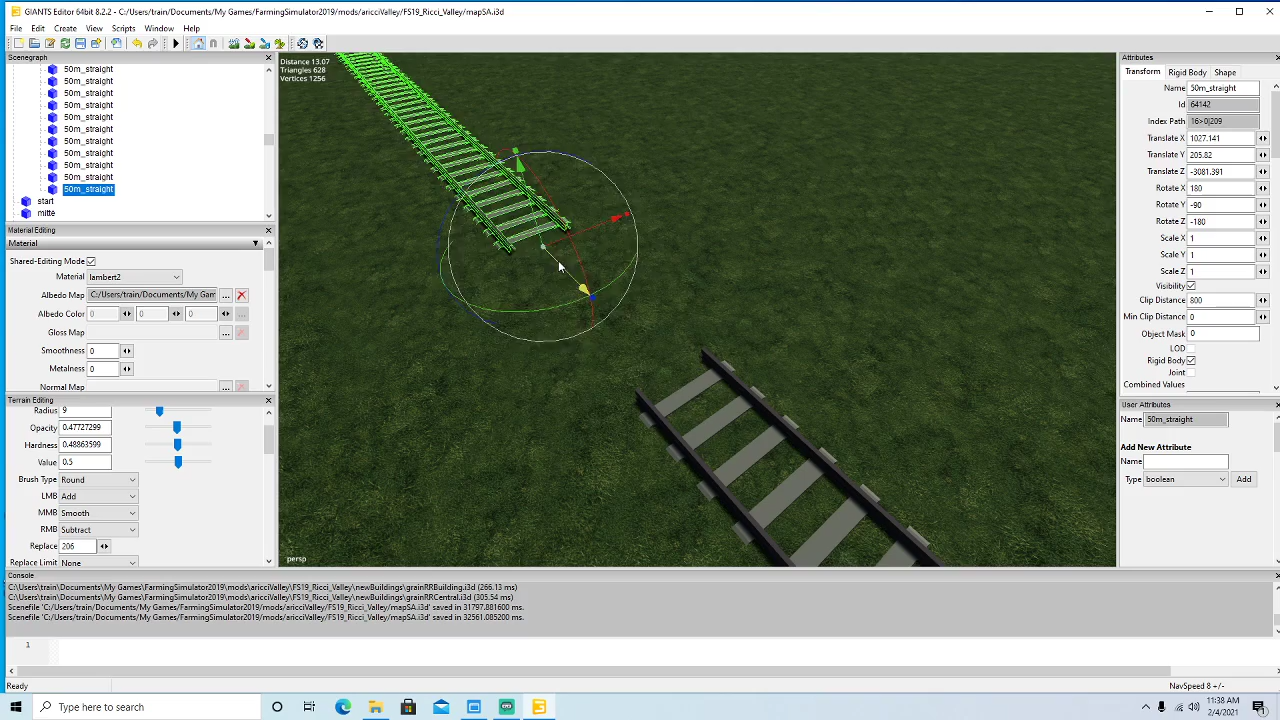 GIANTS Editor 64bit 8.2.2 - C:/Users/train/Documents/My Games/FarmingSimulator2019/mods/aricciValley/FS19_Ricci_Valley/mapSA.i3d
File Edit Create View Scripts Window Help
Scenegraph
50m_straight
50m_straight
50m_straight
50m_straight
50m_straight
50m_straight
50m_straight
50m_straight
50m_straight
50m_straight
50m_straight
start
mitte
Material Editing
Material
Shared-Editing Mode
Material lambert2
Albedo Map C:/Users/train/Documents/My Gam ...
Albedo Color 0 0 0 ...
Gloss Map ...
Smoothness 0
Metalness 0
Normal Map ...
Terrain Editing
Radius 9
Opacity 0.47727299
Hardness 0.48863599
Value 0.5
Brush Type Round
LMB Add
MMB Smooth
RMB Subtract
Replace 206
Replace Limit None
Distance 13.07
Triangles 628
Vertices 1256
persp
Attributes
Transform Rigid Body Shape
Name 50m_straight
Id 64142
Index Path 16>0|209
Translate X 1027.141
Translate Y 205.82
Translate Z -3081.391
Rotate X 180
Rotate Y -90
Rotate Z -180
Scale X 1
Scale Y 1
Scale Z 1
Visibility
Clip Distance 800
Min Clip Distance 0
Object Mask 0
LOD
Rigid Body
Joint
Combined Values
User Attributes
Name 50m_straight
Add New Attribute
Name
Type boolean Add
Console
C:\Users\train\Documents\My Games\FarmingSimulator2019\mods\aricciValley\FS19_Ricci_Valley\newBuildings\grainRRBuilding.i3d (266.13 ms)
C:\Users\train\Documents\My Games\FarmingSimulator2019\mods\aricciValley\FS19_Ricci_Valley\newBuildings\grainRRCentral.i3d (305.54 ms)
Scenefile 'C:/Users/train/Documents/My Games/FarmingSimulator2019/mods/aricciValley/FS19_Ricci_Valley/mapSA.i3d' saved in 31797.881600 ms.
Scenefile 'C:/Users/train/Documents/My Games/FarmingSimulator2019/mods/aricciValley/FS19_Ricci_Valley/mapSA.i3d' saved in 32561.085200 ms.
1
Ready
NavSpeed 8 +/-
Type here to search
11:38 AM
2/4/2021